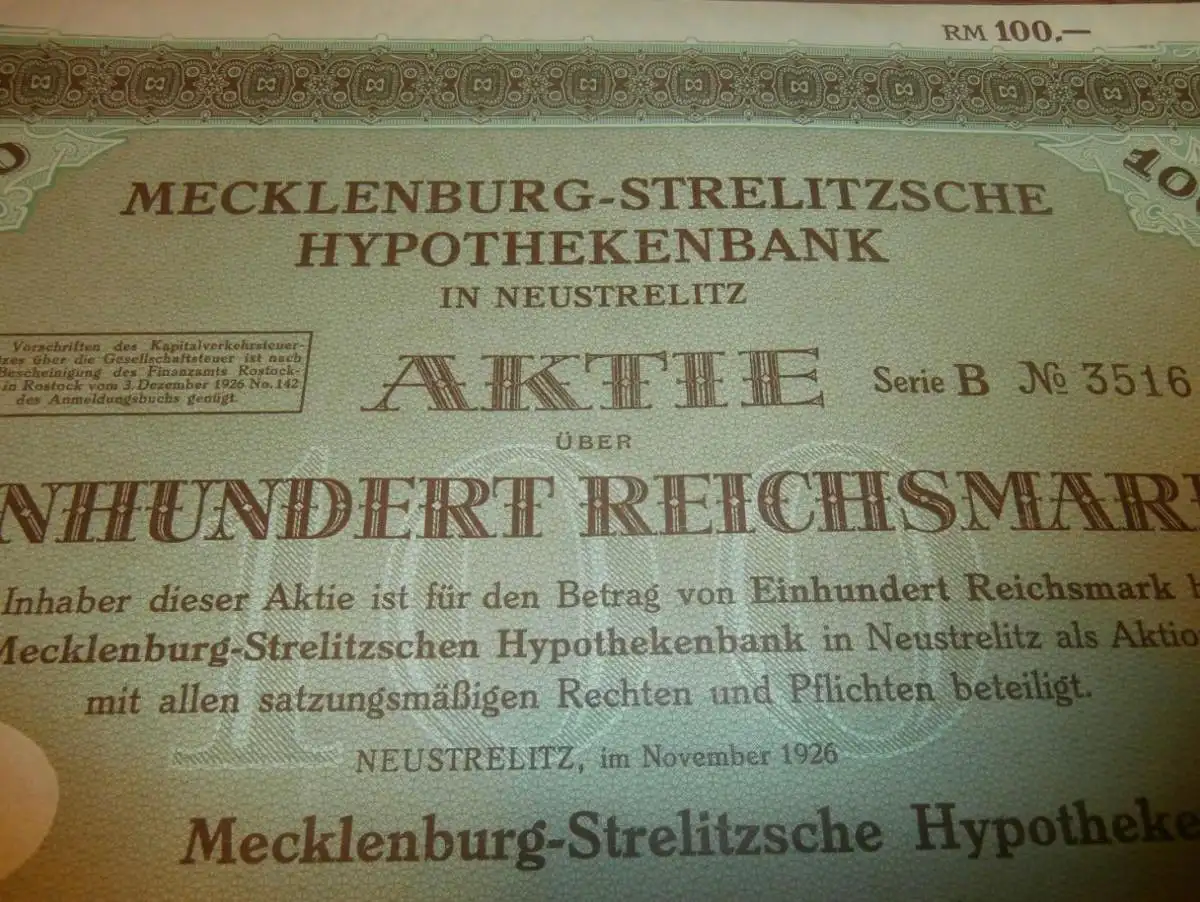 RM 100.—
MECKLENBURG-STRELITZSCHE
HYPOTHEKENBANK
IN NEUSTRELITZ
Vorschriften des Kapitalverkehrsteuer-
zes über die Gesellschaftsteuer ist nach
Bescheinigung des Finanzamts Rostock-
in Rostock vom 3. Dezember 1926 No. 142
des Anmeldungsbuchs genügt.
AKTIE
Serie B № 3516
ÜBER
NHUNDERT REICHSMAR
100
Inhaber dieser Aktie ist für den Betrag von Einhundert Reichsmark
Mecklenburg-Strelitzschen Hypothekenbank in Neustrelitz als Aktio
mit allen satzungsmäßigen Rechten und Pflichten beteiligt.
NEUSTRELITZ, im November 1926
Mecklenburg-Strelitzsche Hypotheke